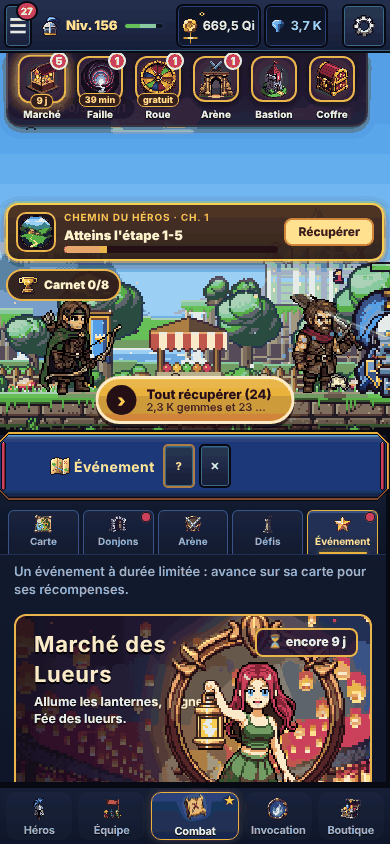 27
Niv. 156
669,5 Qi
3,7 K
5
1
1
1
9 j
39 min
gratuit
Marché
Faille
Roue
Arène
Bastion
Coffre
CHEMIN DU HÉROS · CH. 1
Atteins l'étape 1-5
Récupérer
Carnet 0/8
Tout récupérer (24)
2,3 K gemmes et 23 ...
Événement
?
×
Carte
Donjons
Arène
Défis
Événement
Un événement à durée limitée : avance sur sa carte pour
ses récompenses.
Marché des
Lueurs
encore 9 j
Allume les lanternes,
Fée des lueurs.
Héros
Équipe
Combat
Invocation
Boutique